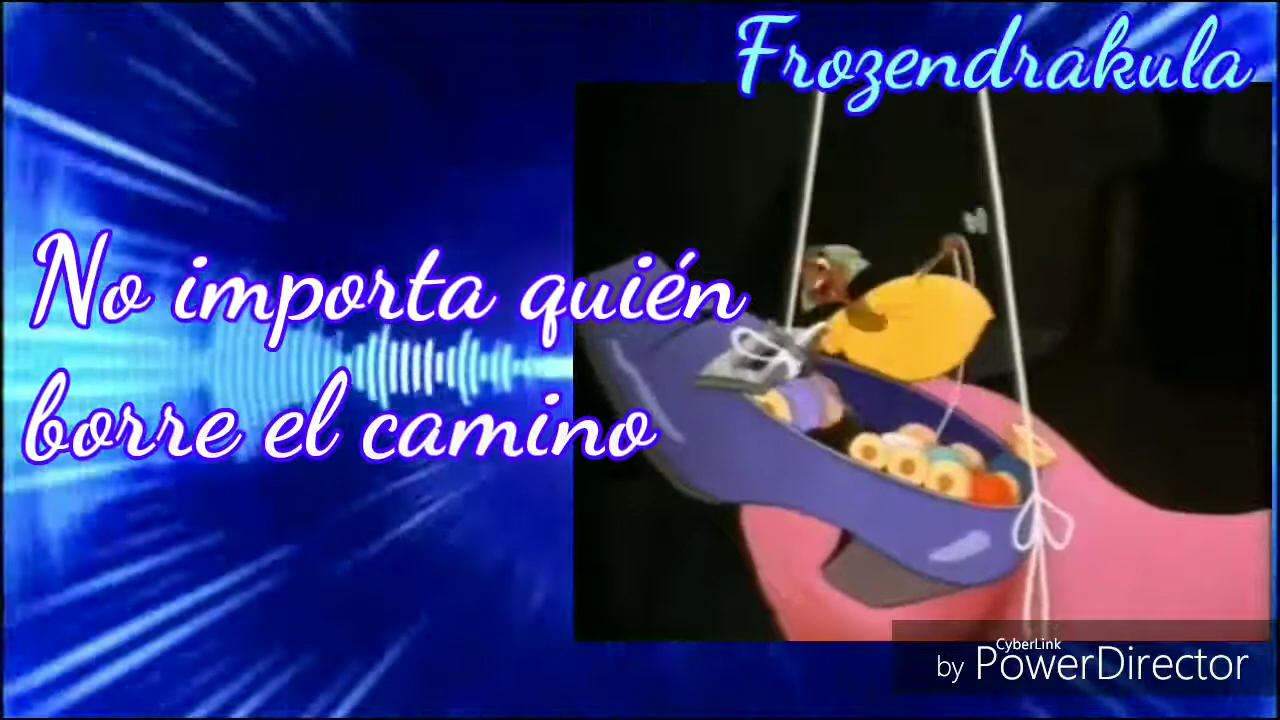 Frozendrakula
No importa quién
borre el camino
CyberLink
by PowerDirector